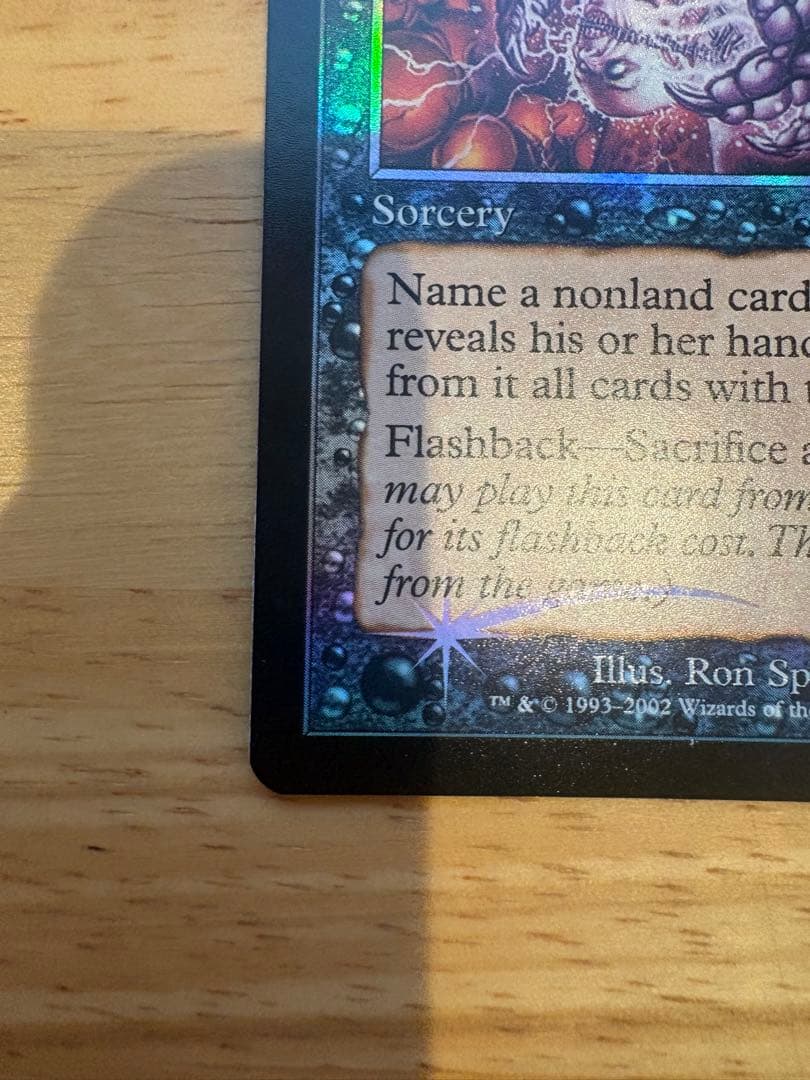 Sorcery
Name a nonland card
reveals his or her hand
from it all cards with
Flashback—Sacrifice a
may play this card from
for its flashback cost. Th
from the game.)
Illus. Ron Sp
™ & © 1993–2002 Wizards of the